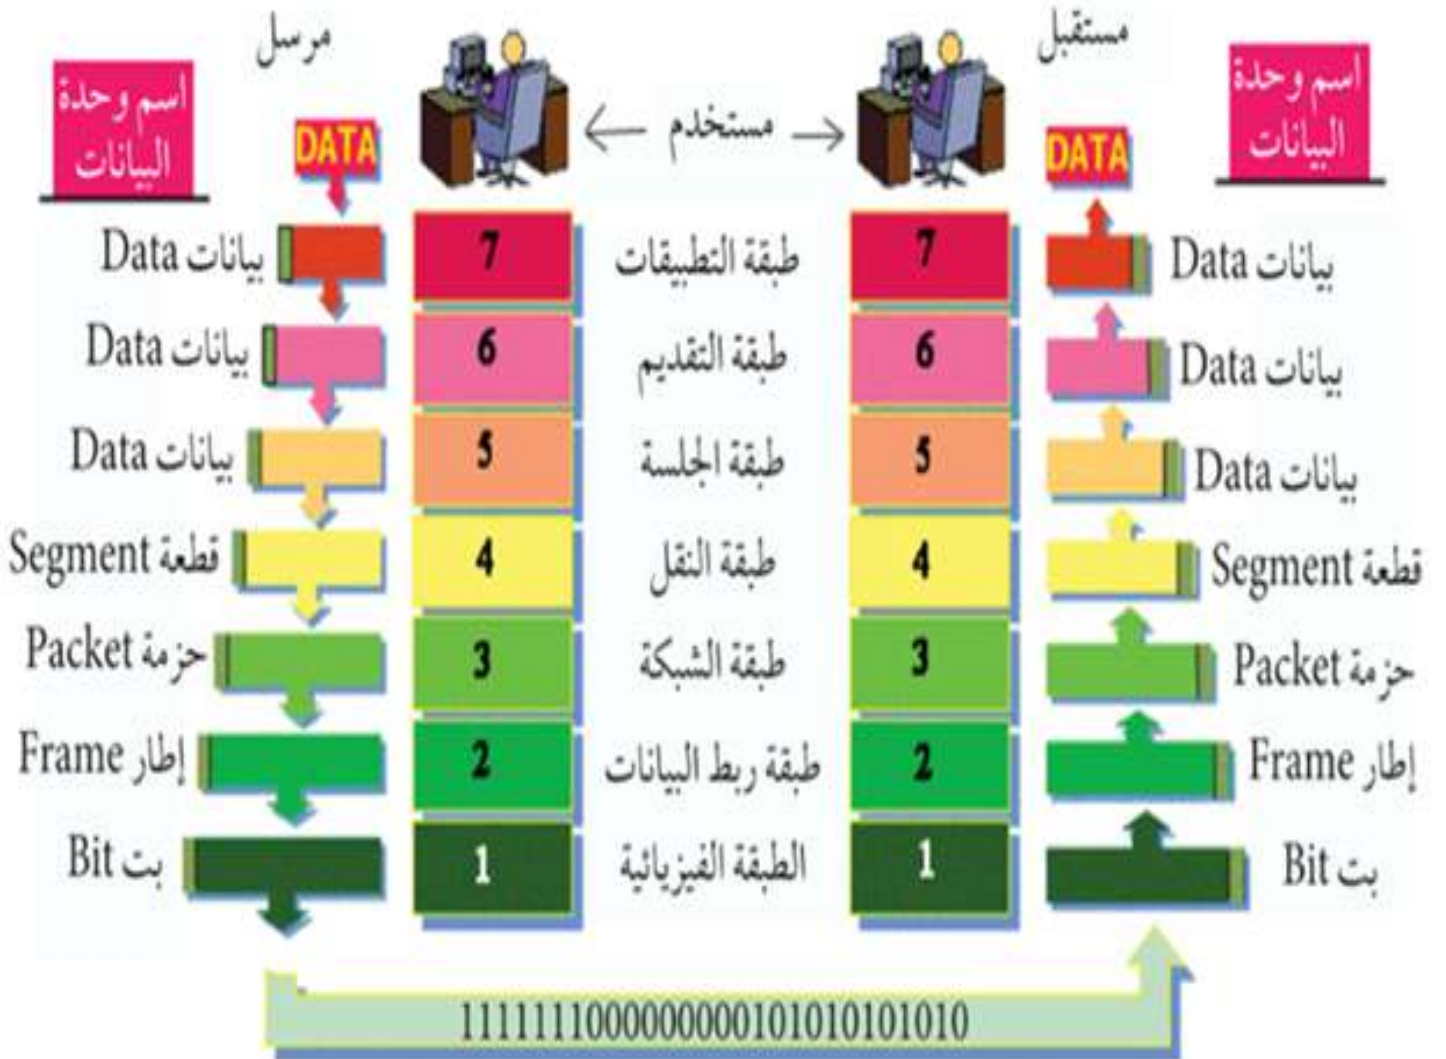 مرسل
مستقبل
اسم وحدة
البيانات
اسم وحدة
البيانات
DATA
مستخدم
DATA
بيانات Data
7
طبقة التطبيقات
7
بيانات Data
بيانات Data
6
طبقة التقديم
6
بيانات Data
بيانات Data
5
طبقة الجلسة
5
بيانات Data
قطعة Segment
4
طبقة النقل
4
قطعة Segment
حزمة Packet
3
طبقة الشبكة
3
حزمة Packet
إطار Frame
2
طبقة ربط البيانات
2
إطار Frame
بت Bit
1
الطبقة الفيزيائية
1
بت Bit
1111111000000000101010101010